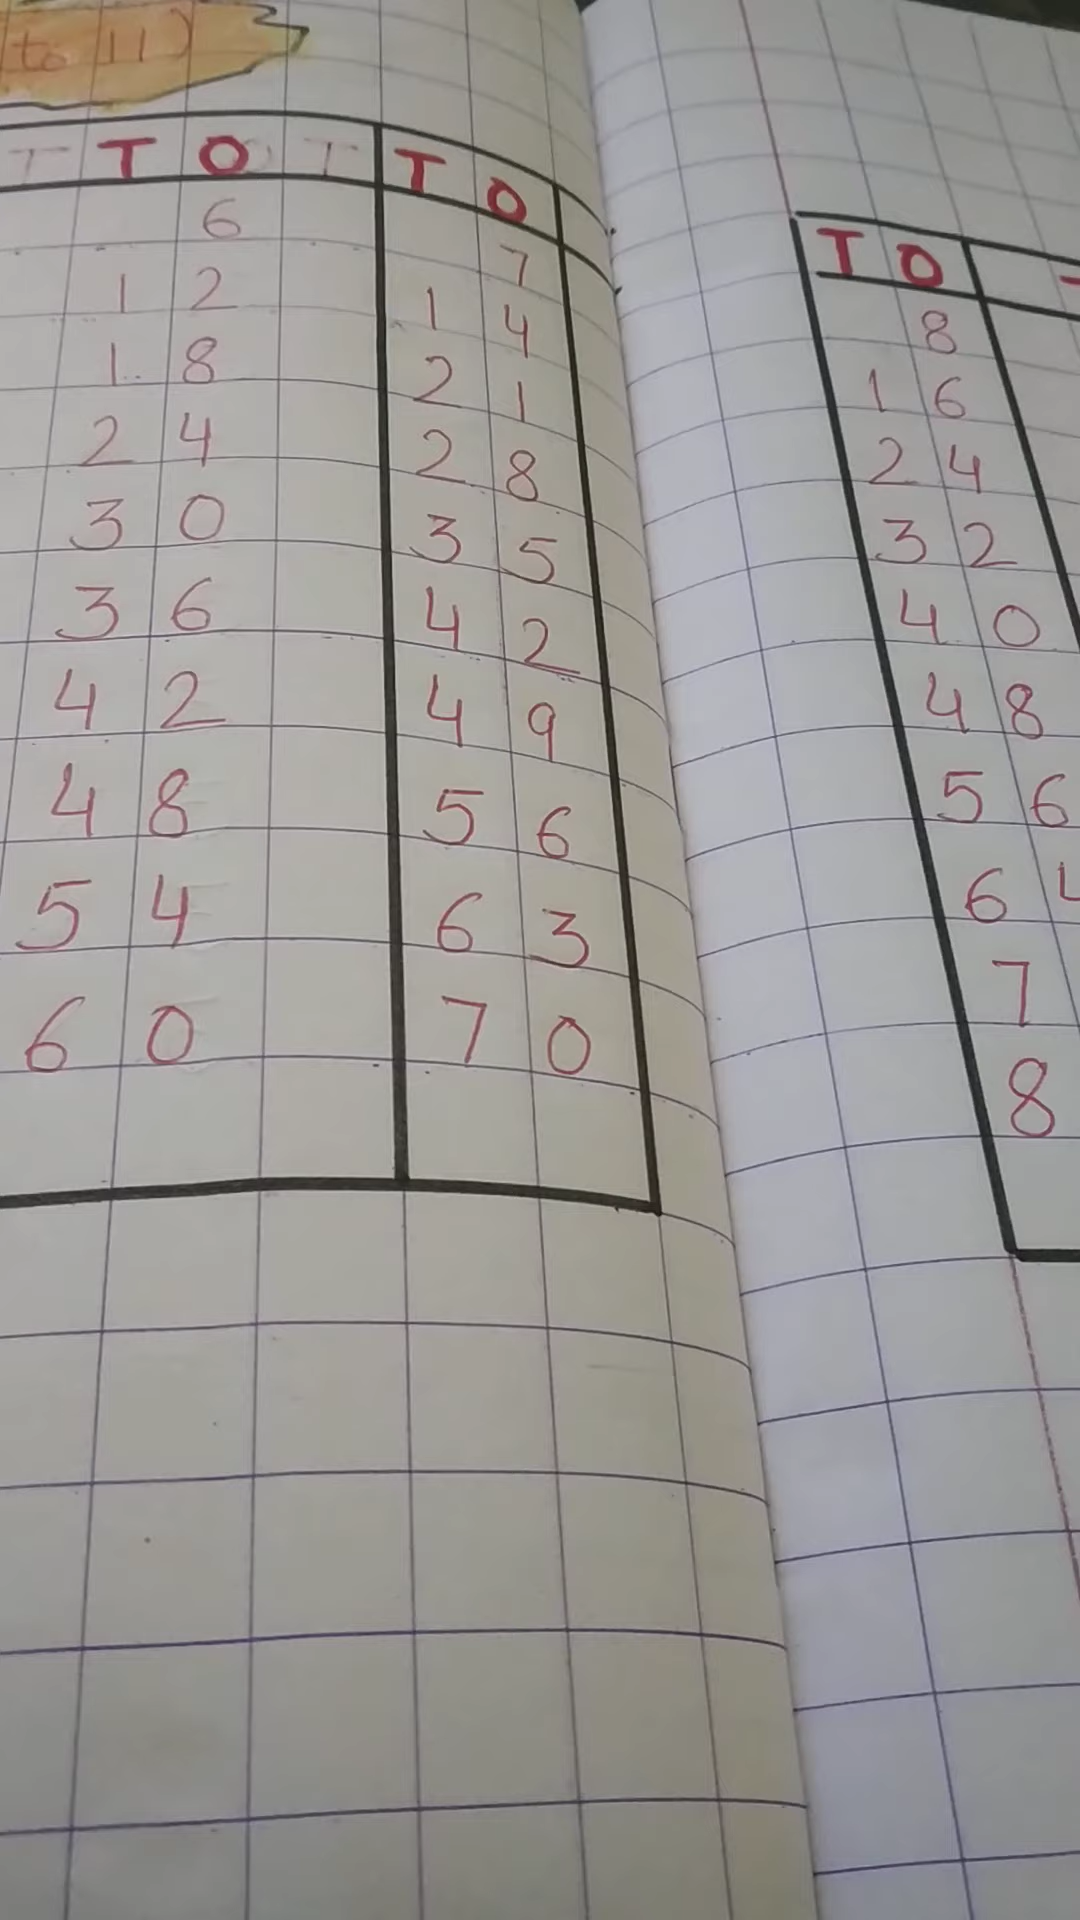 to 11)
T O T O
6 7
1 2 1 4
1 8 2 1
2 4 2 8
3 0 3 5
3 6 4 2
4 2 4 9
4 8 5 6
5 4 6 3
6 0 7 0
T O
8
1 6
2 4
3 2
4 0
4 8
5 6
6 4
7
8